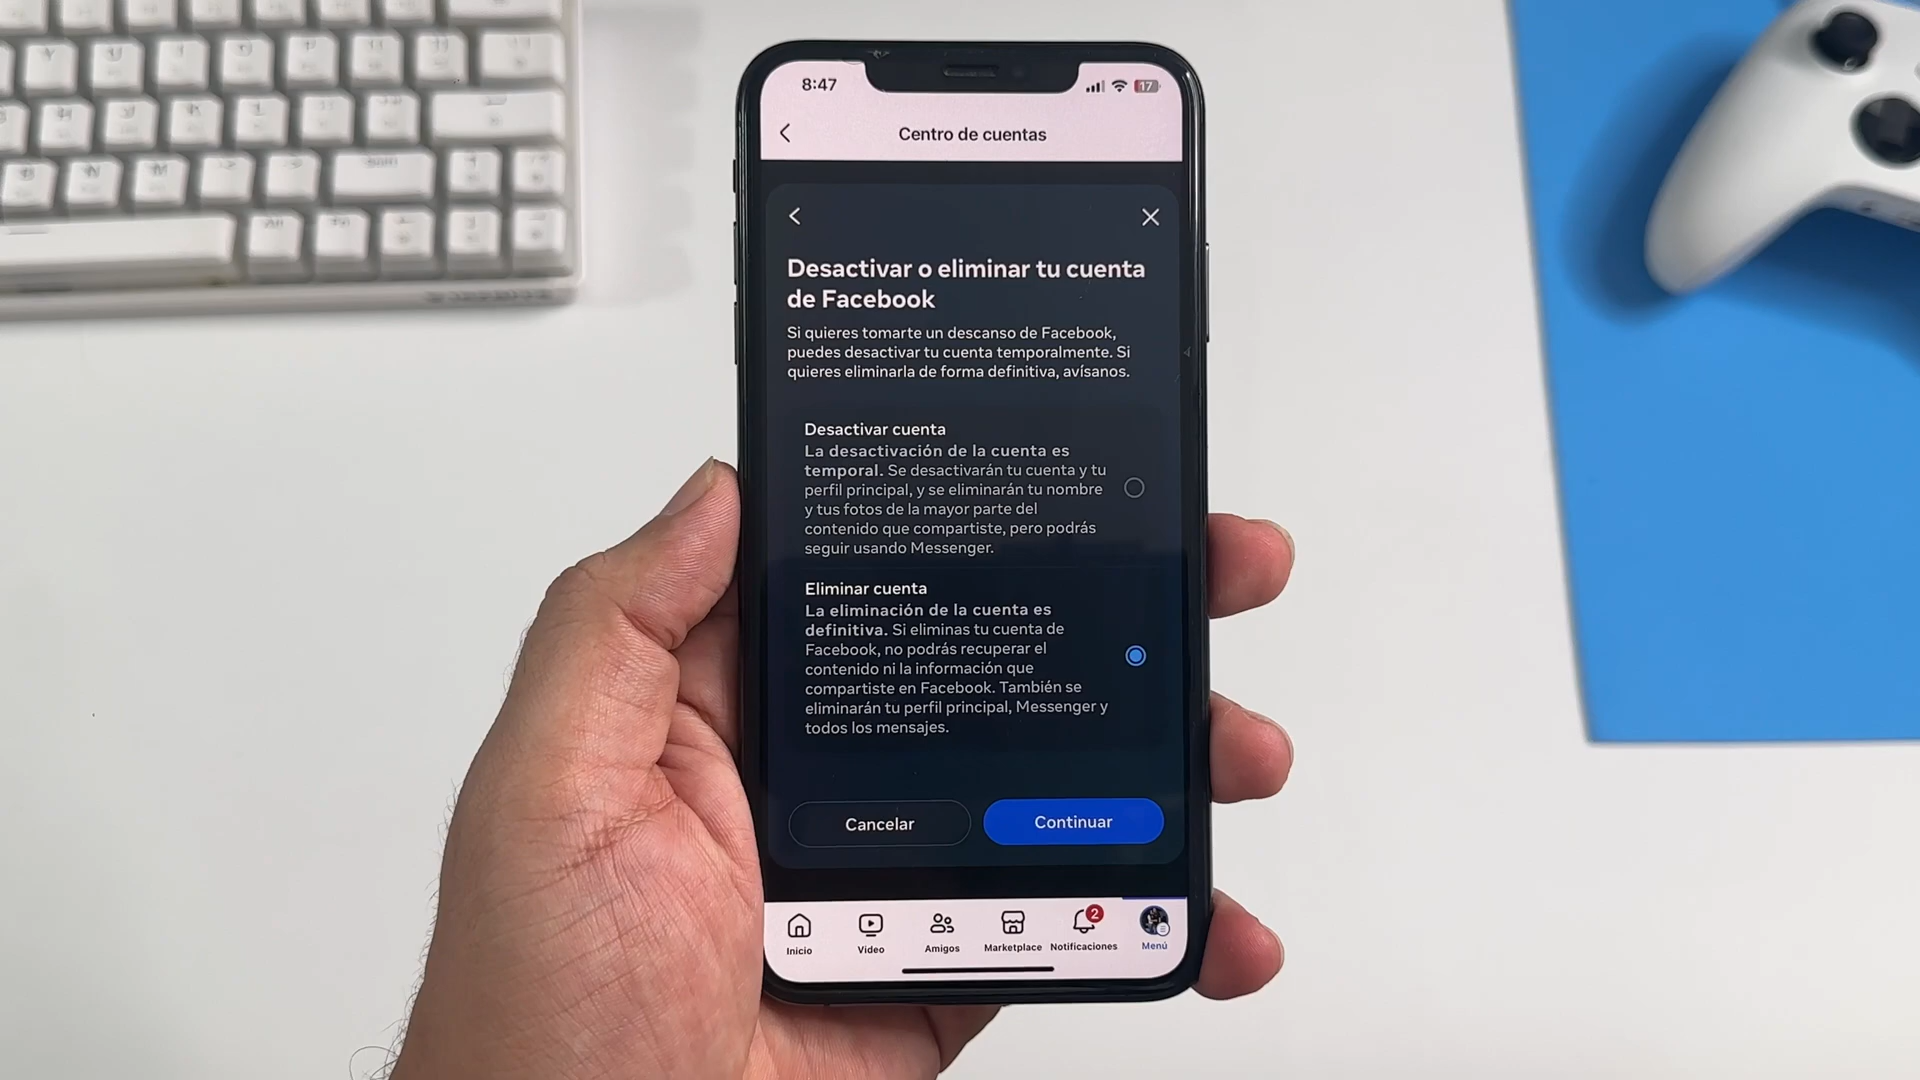 8:47
17
Centro de cuentas
Desactivar o eliminar tu cuenta
de Facebook
Si quieres tomarte un descanso de Facebook,
puedes desactivar tu cuenta temporalmente. Si
quieres eliminarla de forma definitiva, avísanos.
Desactivar cuenta
La desactivación de la cuenta es
temporal. Se desactivarán tu cuenta y tu
perfil principal, y se eliminarán tu nombre
y tus fotos de la mayor parte del
contenido que compartiste, pero podrás
seguir usando Messenger.
Eliminar cuenta
La eliminación de la cuenta es
definitiva. Si eliminas tu cuenta de
Facebook, no podrás recuperar el
contenido ni la información que
compartiste en Facebook. También se
eliminarán tu perfil principal, Messenger y
todos los mensajes.
Cancelar
Continuar
2
Inicio
Video
Amigos
Marketplace
Notificaciones
Menú